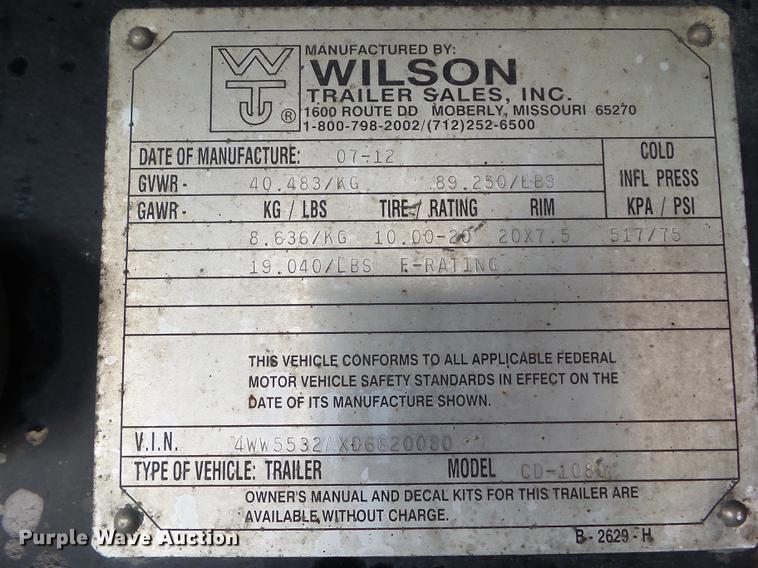 MANUFACTURED BY:
WILSON
®
TRAILER SALES, INC.
1600 ROUTE DD MOBERLY, MISSOURI 65270
1-800-798-2002/(712)252-6500
DATE OF MANUFACTURE: 07-12
COLD
INFL PRESS
KPA / PSI
GVWR- 40.483/KG 89.250/LBS
GAWR- KG / LBS TIRE / RATING RIM
8.636/KG 10.00-20 20X7.5 517/75
19.040/LBS F-RATING
THIS VEHICLE CONFORMS TO ALL APPLICABLE FEDERAL
MOTOR VEHICLE SAFETY STANDARDS IN EFFECT ON THE
DATE OF ITS MANUFACTURE SHOWN.
V.I.N.
TYPE OF VEHICLE: TRAILER MODEL
OWNER'S MANUAL AND DECAL KITS FOR THIS TRAILER ARE
AVAILABLE WITHOUT CHARGE.
B-2629-H
Purple Wave Auction